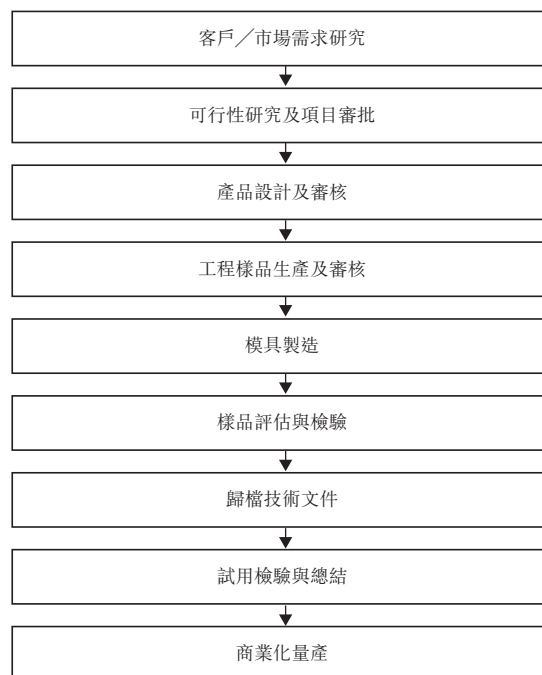 客戶／市場需求研究
可行性研究及項目審批
產品設計及審核
工程樣品生產及審核
模具製造
樣品評估與檢驗
歸檔技術文件
試用檢驗與總結
商業化量產